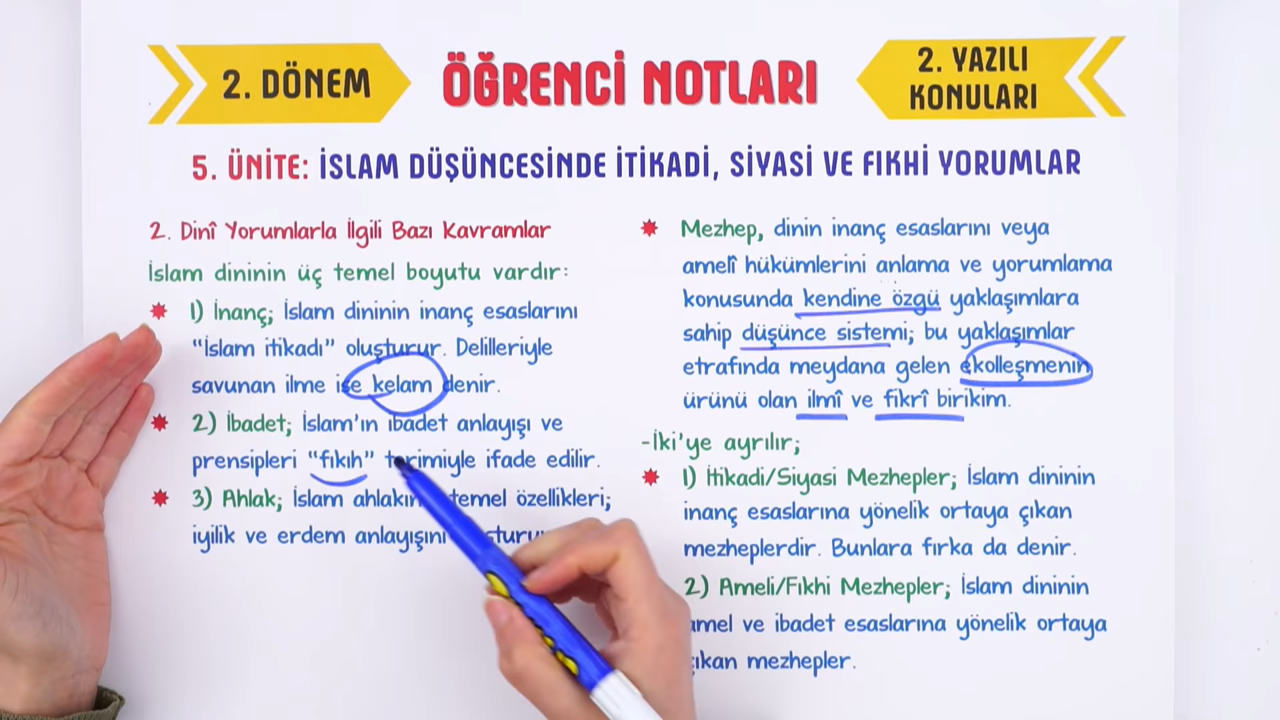 2. DÖNEM
ÖĞRENCİ NOTLARI
2. YAZILI
KONULARI
5. ÜNİTE: İSLAM DÜŞÜNCESİNDE İTİKADİ, SİYASİ VE FIKHİ YORUMLAR
2. Dinî Yorumlarla İlgili Bazı Kavramlar
İslam dininin üç temel boyutu vardır:
1) İnanç; İslam dininin inanç esaslarını
"İslam itikadı" oluşturur. Delilleriyle
savunan ilme ise kelam denir.
2) İbadet; İslam'ın ibadet anlayışı ve
prensipleri "fıkıh" terimiyle ifade edilir.
3) Ahlak; İslam ahlakın temel özellikleri;
iyilik ve erdem anlayışını
Mezhep, dinin inanç esaslarını veya
amelî hükümlerini anlama ve yorumlama
konusunda kendine özgü yaklaşımlara
sahip düşünce sistemi; bu yaklaşımlar
etrafında meydana gelen ekolleşmenin
ürünü olan ilmî ve fikrî birikim.
-İki'ye ayrılır;
1) İtikadi/Siyasi Mezhepler; İslam dininin
inanç esaslarına yönelik ortaya çıkan
mezheplerdir. Bunlara fırka da denir.
2) Ameli/Fıkhi Mezhepler; İslam dininin
amel ve ibadet esaslarına yönelik ortaya
çıkan mezhepler.